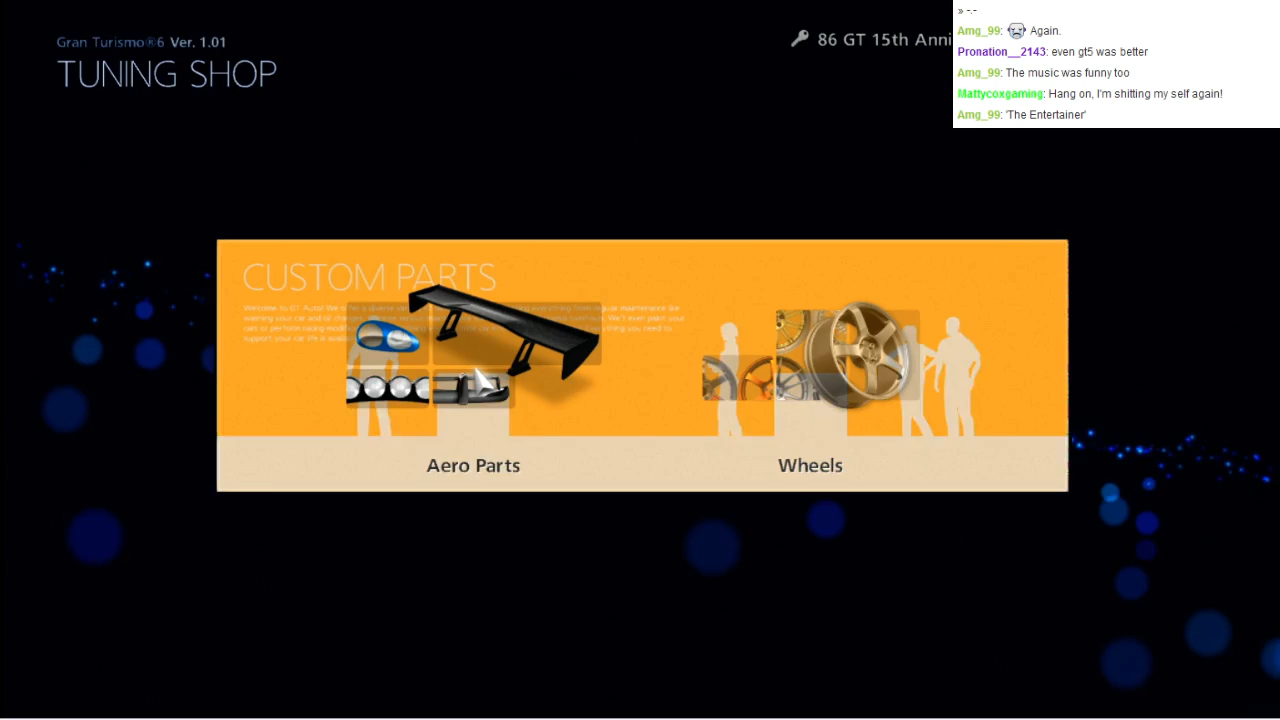 Gran Turismo®6 Ver. 1.01
TUNING SHOP
86 GT 15th Anni
» -.-
Amg_99: Again.
Pronation__2143: even gt5 was better
Amg_99: The music was funny too
Mattycoxgaming: Hang on, I'm shitting my self again!
Amg_99: 'The Entertainer'
CUSTOM PARTS
Aero Parts
Wheels